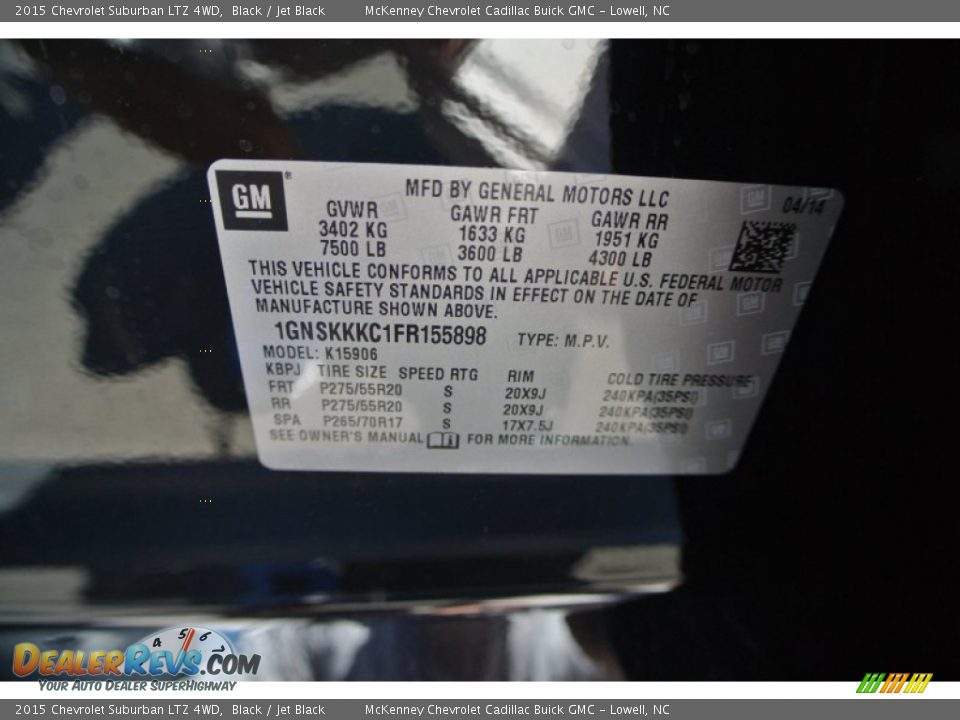 2015 Chevrolet Suburban LTZ 4WD, Black / Jet Black McKenney Chevrolet Cadillac Buick GMC - Lowell, NC
GM ®
MFD BY GENERAL MOTORS LLC 04/14
GVWR GAWR FRT GAWR RR
3402 KG 1633 KG 1951 KG
7500 LB 3600 LB 4300 LB
THIS VEHICLE CONFORMS TO ALL APPLICABLE U.S. FEDERAL MOTOR
VEHICLE SAFETY STANDARDS IN EFFECT ON THE DATE OF
MANUFACTURE SHOWN ABOVE.
1GNSKKKC1FR155898 TYPE: M.P.V.
MODEL: K15906
KBPJ TIRE SIZE SPEED RTG RIM COLD TIRE PRESSURE
FRT P275/55R20 S 20X9J 240KPA(35PSI)
RR P275/55R20 S 20X9J 240KPA(35PSI)
SPA P265/70R17 S 17X7.5J 240KPA(35PSI)
SEE OWNER'S MANUAL FOR MORE INFORMATION.
4 5 6 7
DEALERREVS.COM
YOUR AUTO DEALER SUPERHIGHWAY
2015 Chevrolet Suburban LTZ 4WD, Black / Jet Black McKenney Chevrolet Cadillac Buick GMC - Lowell, NC